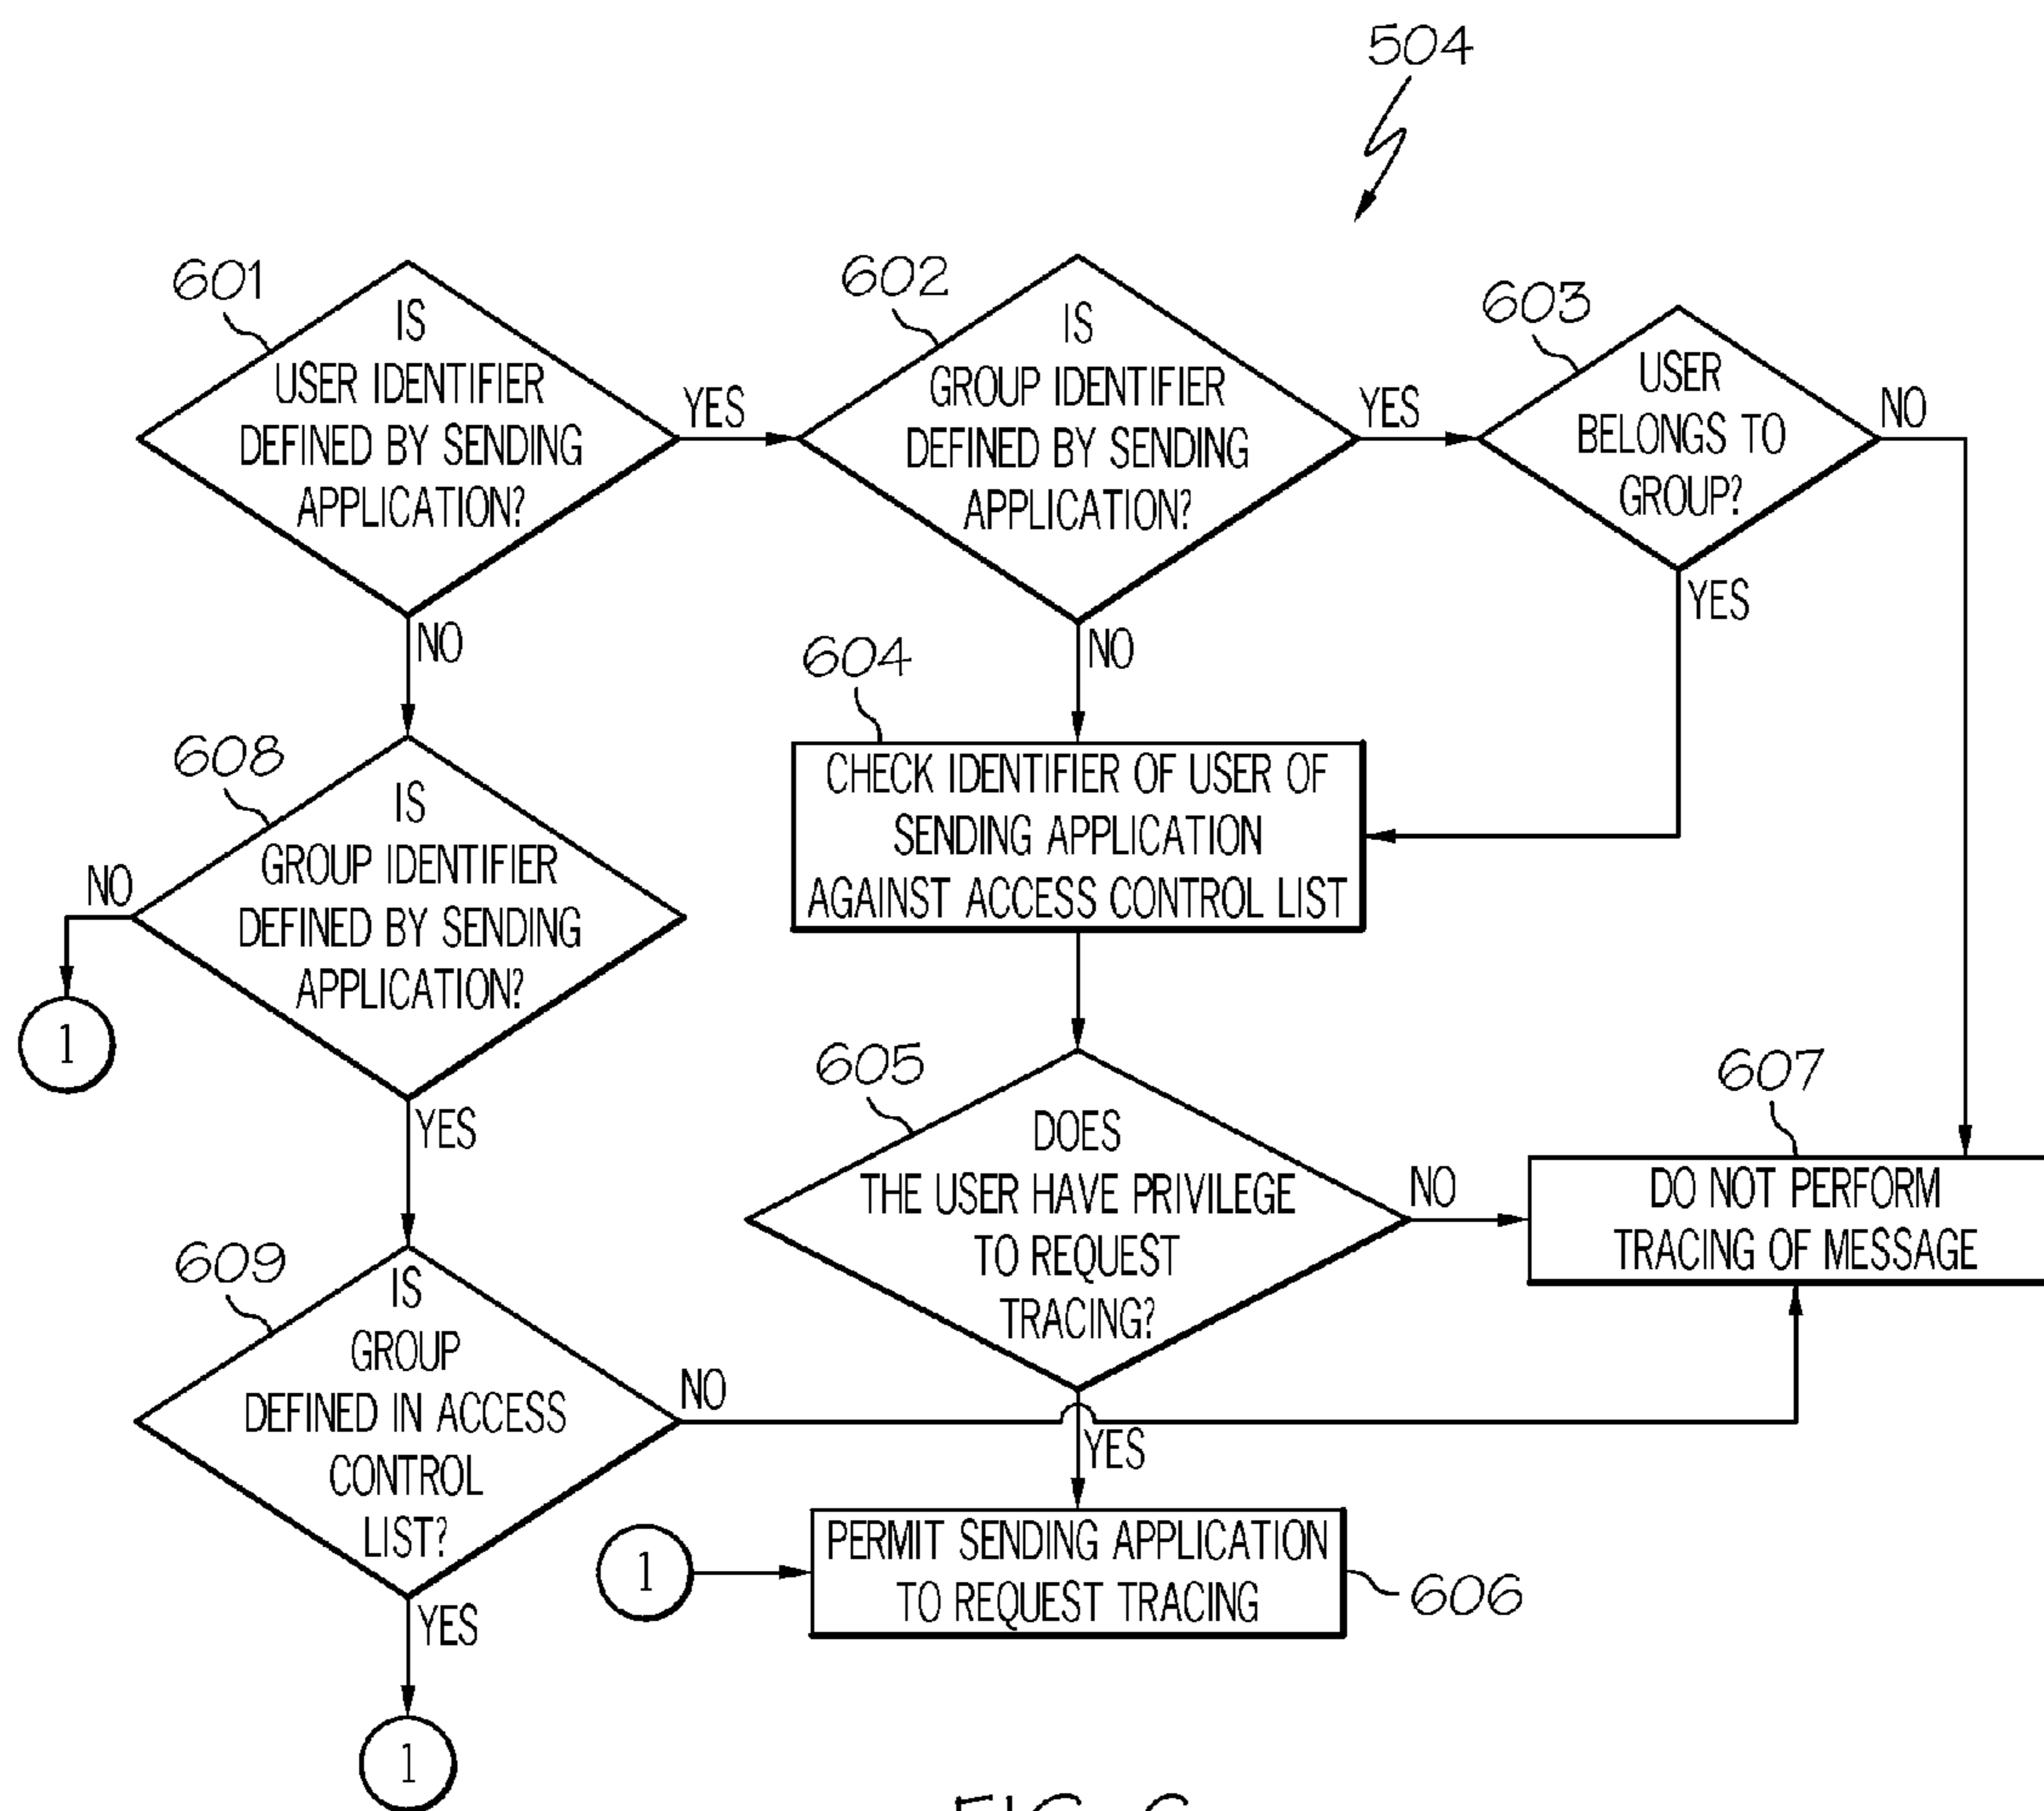 504
601
IS
USER IDENTIFIER
DEFINED BY SENDING
APPLICATION?
YES
NO
602
IS
GROUP IDENTIFIER
DEFINED BY SENDING
APPLICATION?
YES
NO
603
USER
BELONGS TO
GROUP?
NO
YES
604
CHECK IDENTIFIER OF USER OF
SENDING APPLICATION
AGAINST ACCESS CONTROL LIST
608
IS
GROUP IDENTIFIER
DEFINED BY SENDING
APPLICATION?
NO
1
YES
605
DOES
THE USER HAVE PRIVILEGE
TO REQUEST
TRACING?
NO
YES
607
DO NOT PERFORM
TRACING OF MESSAGE
609
IS
GROUP
DEFINED IN ACCESS
CONTROL
LIST?
NO
YES
1
1
PERMIT SENDING APPLICATION
TO REQUEST TRACING
606